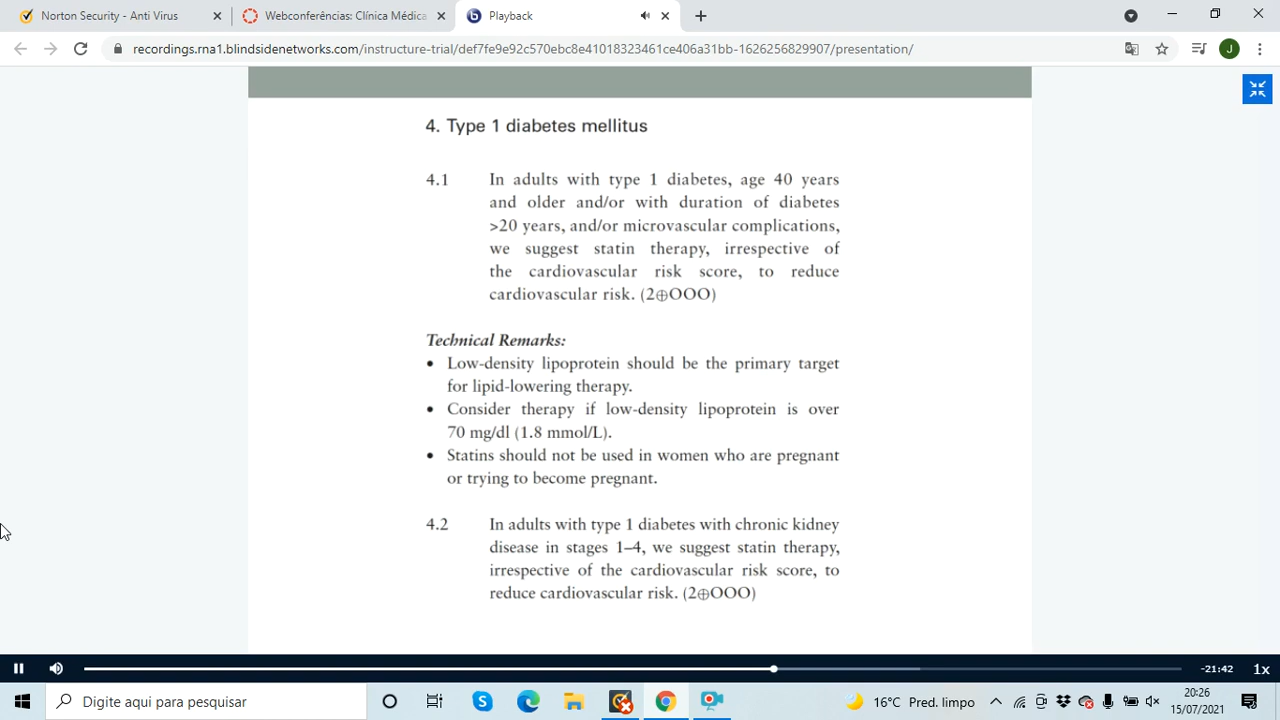 Norton Security - Anti Virus
Webconferências: Clínica Médica
Playback
recordings.rna1.blindsidenetworks.com/instructure-trial/def7fe9e92c570ebc8e41018323461ce406a31bb-1626256829907/presentation/
J
4. Type 1 diabetes mellitus
4.1 In adults with type 1 diabetes, age 40 years
and older and/or with duration of diabetes
>20 years, and/or microvascular complications,
we suggest statin therapy, irrespective of
the cardiovascular risk score, to reduce
cardiovascular risk. (2⊕OOO)
Technical Remarks:
• Low-density lipoprotein should be the primary target
for lipid-lowering therapy.
• Consider therapy if low-density lipoprotein is over
70 mg/dl (1.8 mmol/L).
• Statins should not be used in women who are pregnant
or trying to become pregnant.
4.2 In adults with type 1 diabetes with chronic kidney
disease in stages 1–4, we suggest statin therapy,
irrespective of the cardiovascular risk score, to
reduce cardiovascular risk. (2⊕OOO)
-21:42 1x
Digite aqui para pesquisar
16°C Pred. limpo
20:26
15/07/2021